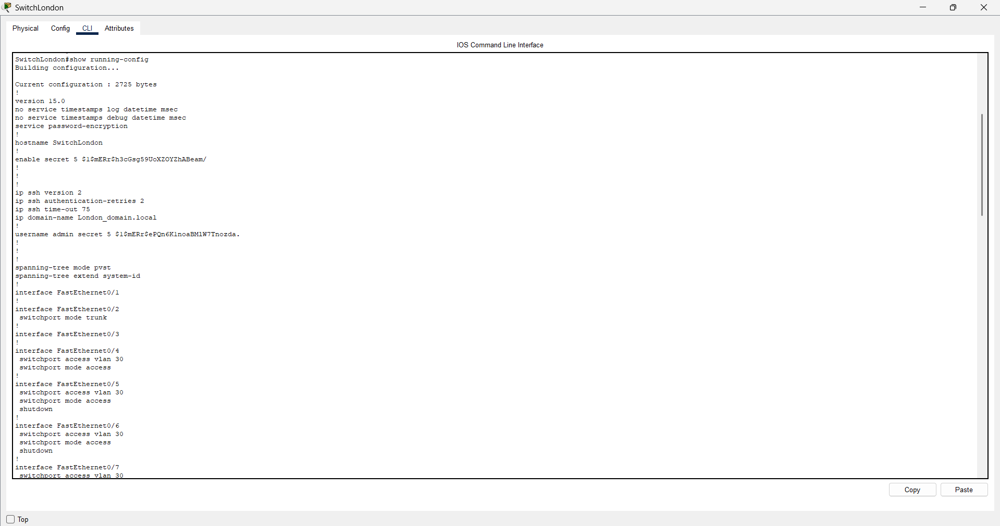 SwitchLondon
Physical Config CLI Attributes
IOS Command Line Interface
SwitchLondon#show running-config
Building configuration...
Current configuration : 2725 bytes
!
version 15.0
no service timestamps log datetime msec
no service timestamps debug datetime msec
service password-encryption
!
hostname SwitchLondon
!
enable secret 5 $1$mERr$h3cGsg59UoXZOYZhABeam/
!
!
!
ip ssh version 2
ip ssh authentication-retries 2
ip ssh time-out 75
ip domain-name London_domain.local
!
username admin secret 5 $1$mERr$ePQn6KlnoaBMlW7Tnozda.
!
!
!
spanning-tree mode pvst
spanning-tree extend system-id
!
interface FastEthernet0/1
!
interface FastEthernet0/2
 switchport mode trunk
!
interface FastEthernet0/3
!
interface FastEthernet0/4
 switchport access vlan 30
 switchport mode access
!
interface FastEthernet0/5
 switchport access vlan 30
 switchport mode access
 shutdown
!
interface FastEthernet0/6
 switchport access vlan 30
 switchport mode access
 shutdown
!
interface FastEthernet0/7
 switchport access vlan 30
Copy Paste
Top